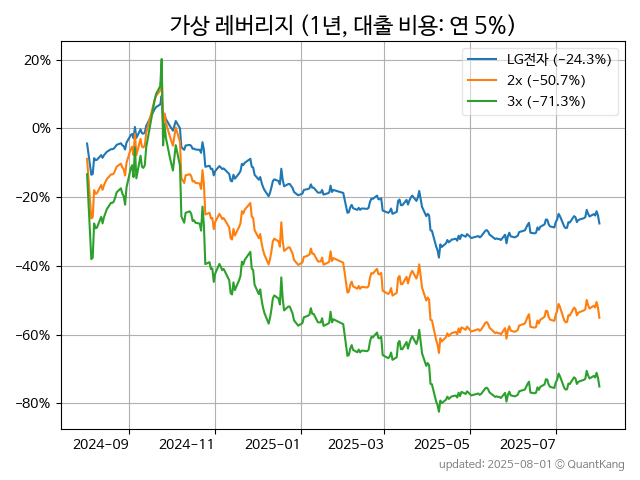 가상 레버리지 (1년, 대출 비용: 연 5%)
LG전자 (−24.3%)
2x (−50.7%)
3x (−71.3%)
20%
0%
−20%
−40%
−60%
−80%
2024-09
2024-11
2025-01
2025-03
2025-05
2025-07
updated: 2025-08-01 © QuantKang